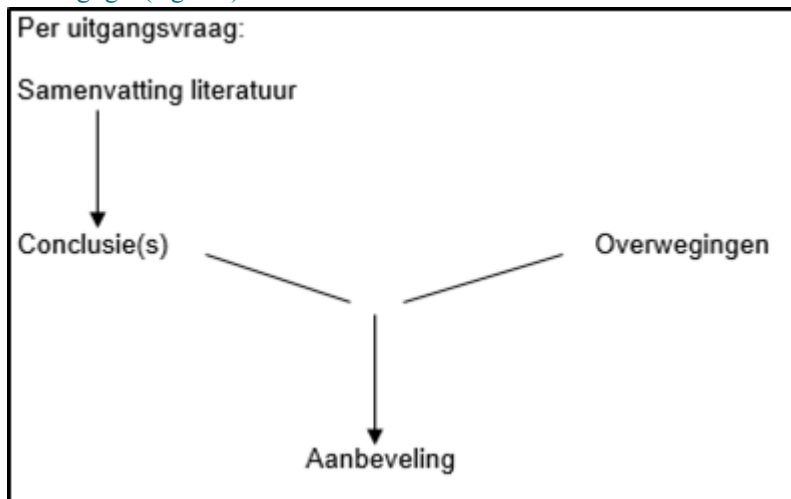 Per uitgangsvraag:
Samenvatting literatuur
Conclusie(s)
Overwegingen
Aanbeveling